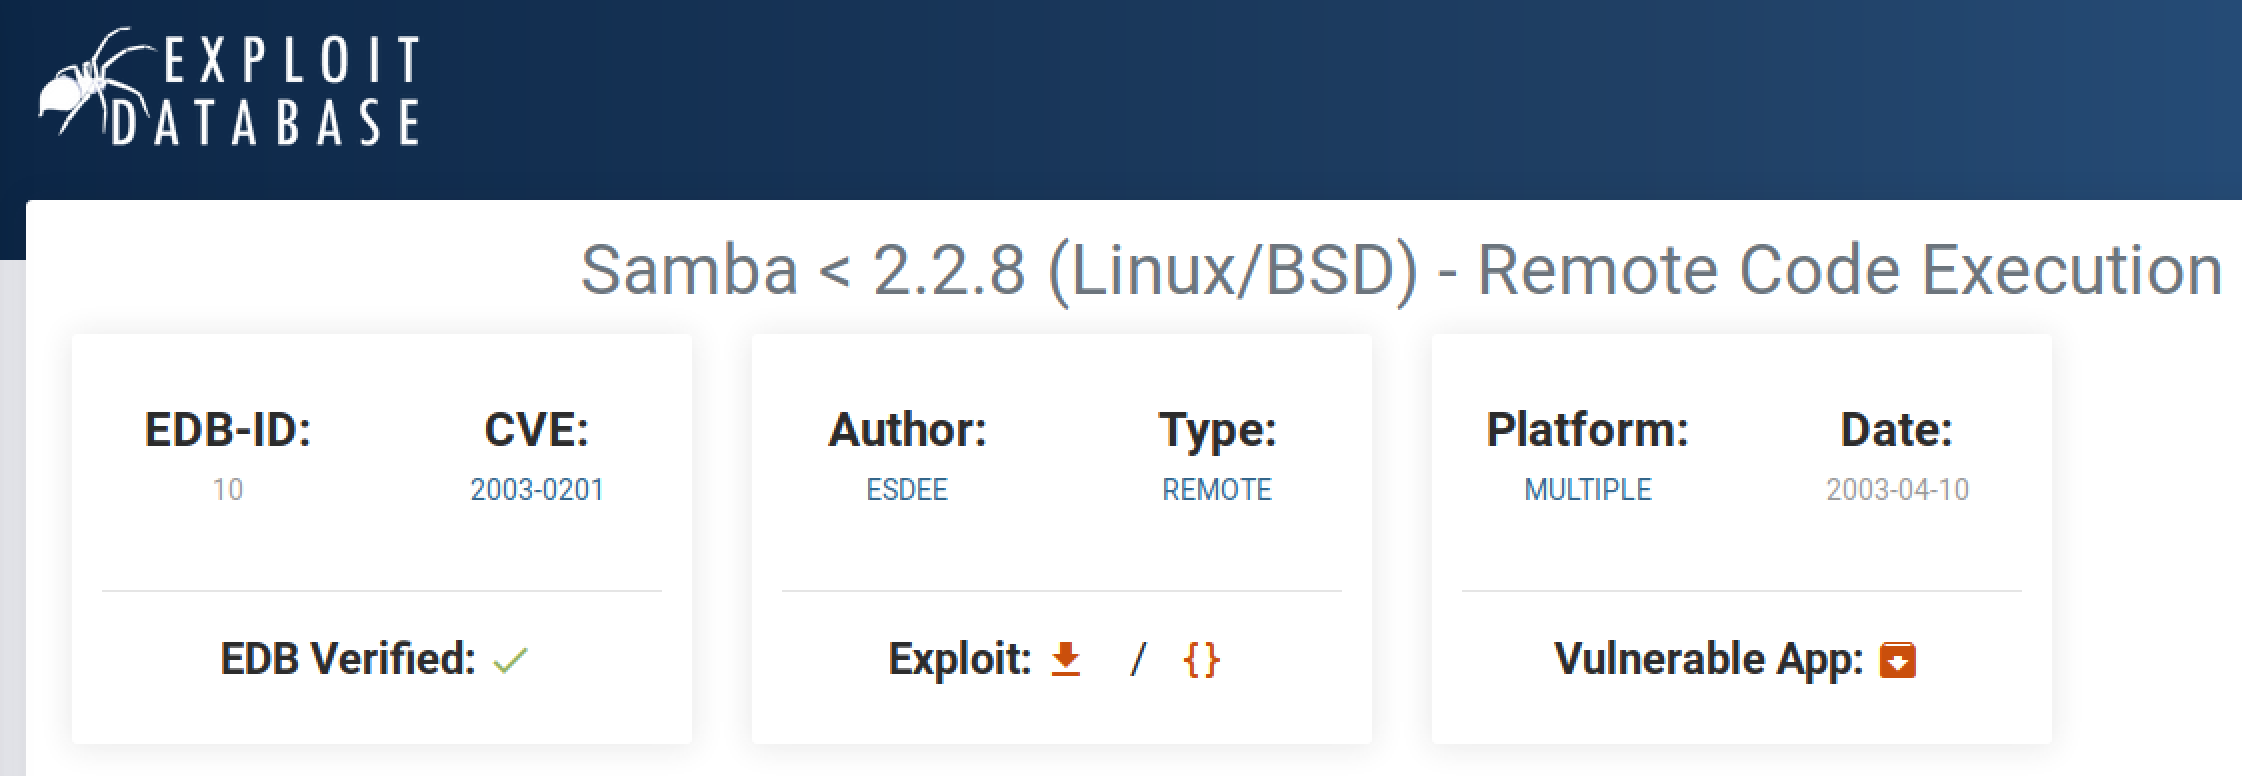 EXPLOIT
DATABASE
Samba < 2.2.8 (Linux/BSD) - Remote Code Execution
EDB-ID:
10
CVE:
2003-0201
EDB Verified:
Author:
ESDEE
Type:
REMOTE
Exploit: / {}
Platform:
MULTIPLE
Date:
2003-04-10
Vulnerable App: